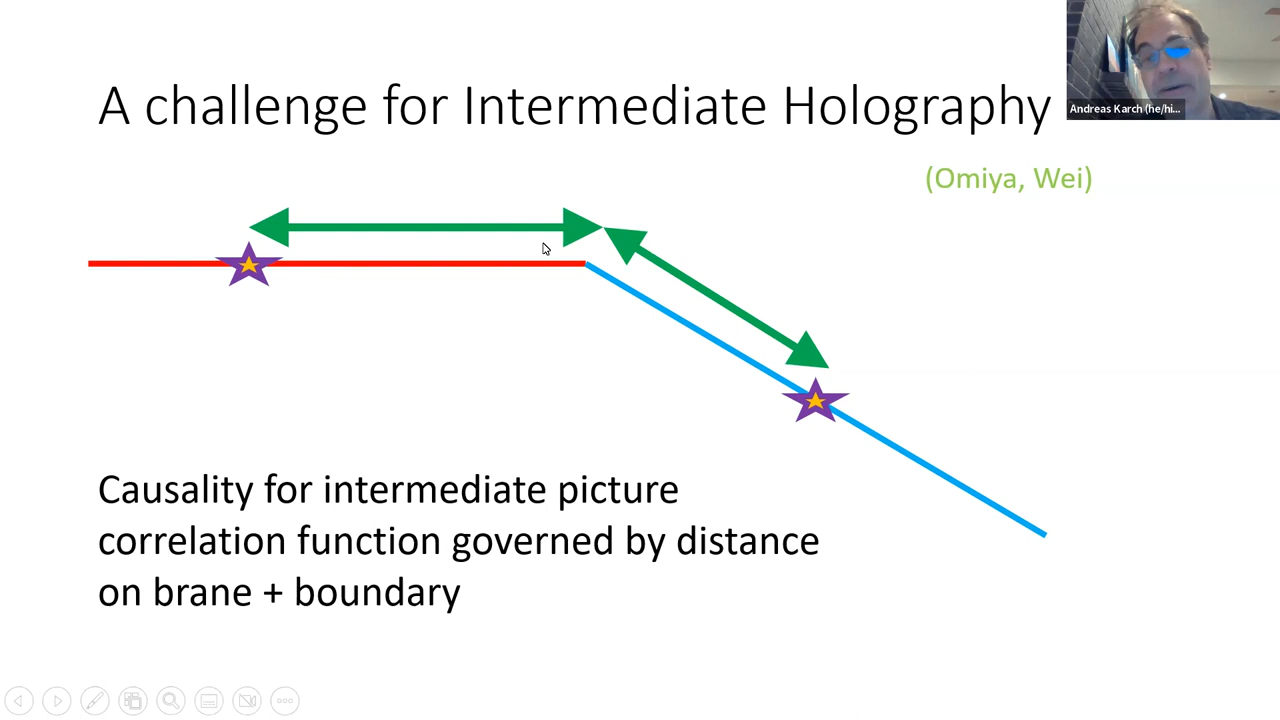 A challenge for Intermediate Holography
Andreas Karch (he/hi...
(Omiya, Wei)
Causality for intermediate picture
correlation function governed by distance
on brane + boundary